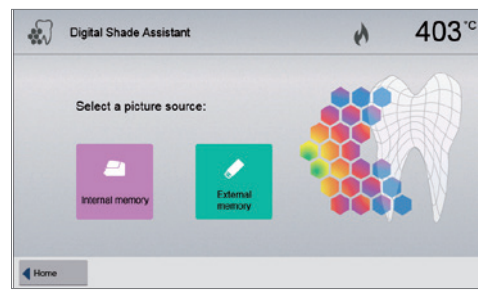 Digital Shade Assistant
403 °C
Select a picture source:
Internal memory
External
memory
Home